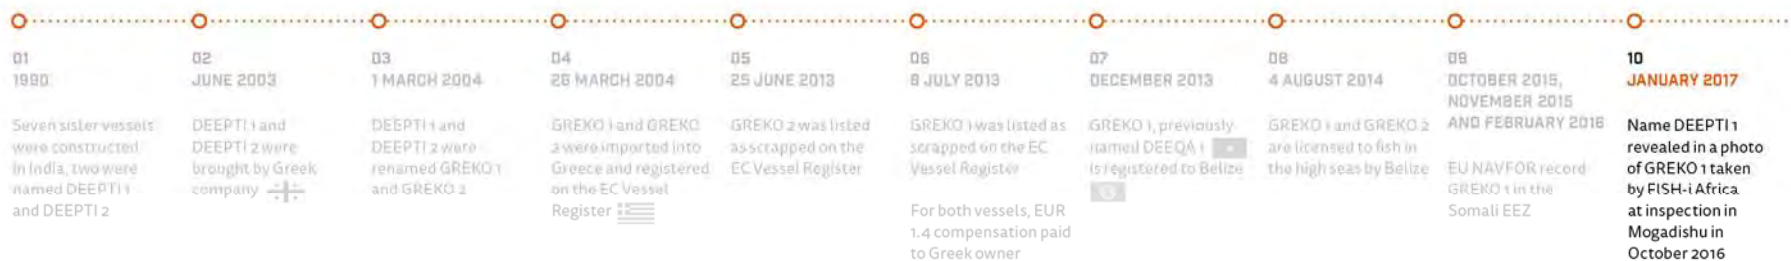 01
1990
Seven sister vessels
were constructed
in India, two were
named DEEPTI 1
and DEEPTI 2
02
JUNE 2003
DEEPTI 1 and
DEEPTI 2 were
brought by Greek
company
03
1 MARCH 2004
DEEPTI 1 and
DEEPTI 2 were
renamed GREKO 1
and GREKO 2
04
26 MARCH 2004
GREKO 1 and GREKO
2 were imported into
Greece and registered
on the EC Vessel
Register
05
25 JUNE 2013
GREKO 2 was listed
as scrapped on the
EC Vessel Register
06
8 JULY 2013
GREKO 1 was listed as
scrapped on the EC
Vessel Register
For both vessels, EUR
1.4 compensation paid
to Greek owner
07
DECEMBER 2013
GREKO 1, previously
named DEEQA 1
is registered to Belize
08
4 AUGUST 2014
GREKO 1 and GREKO 2
are licensed to fish in
the high seas by Belize
09
OCTOBER 2015,
NOVEMBER 2015
AND FEBRUARY 2016
EU NAVFOR record
GREKO 1 in the
Somali EEZ
10
JANUARY 2017
Name DEEPTI 1
revealed in a photo
of GREKO 1 taken
by FISH-i Africa
at inspection in
Mogadishu in
October 2016